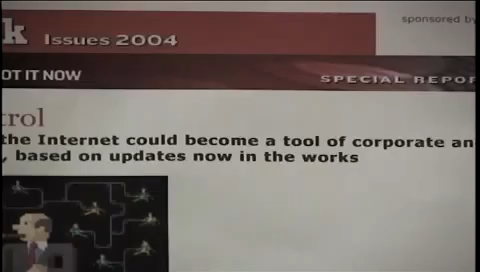 k Issues 2004
sponsored by
OT IT NOW
SPECIAL REPOR
trol
the Internet could become a tool of corporate an
, based on updates now in the works